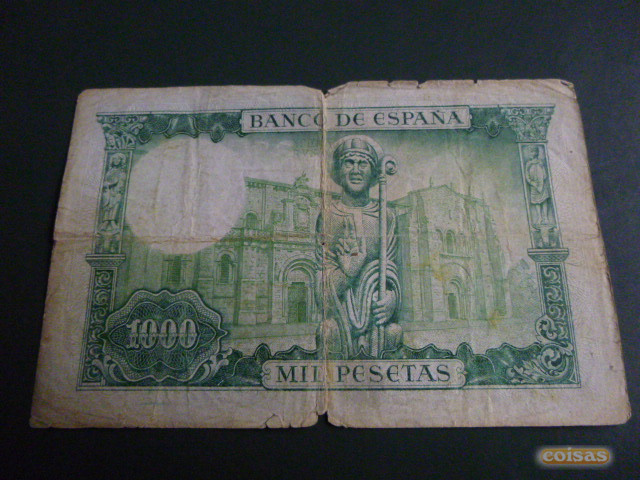 BANCO DE ESPAÑA
1000
MIL PESETAS
coisas